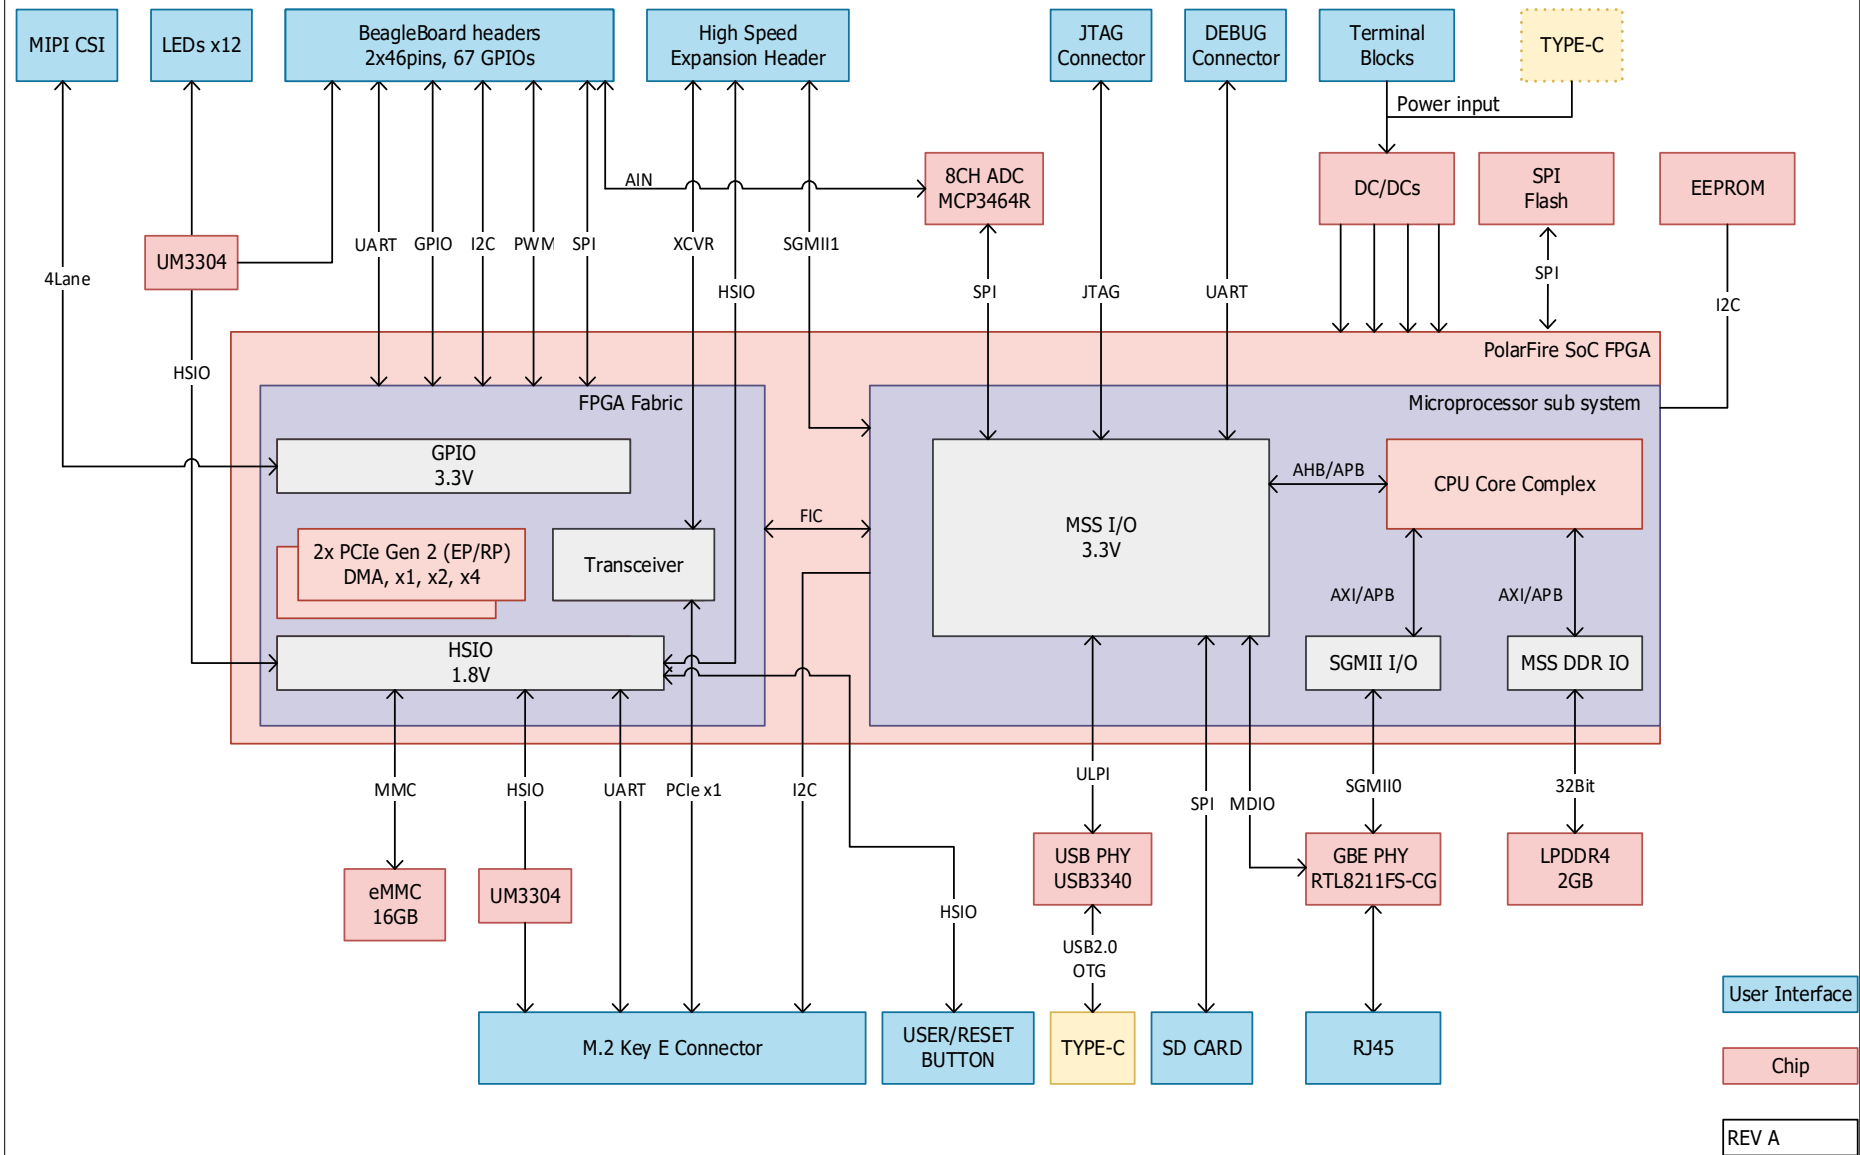 MIPI CSI
LEDs x12
BeagleBoard headers
2x46pins, 67 GPIOs
High Speed
Expansion Header
JTAG
Connector
DEBUG
Connector
Terminal
Blocks
TYPE-C
Power input
AIN
8CH ADC
MCP3464R
DC/DCs
SPI
Flash
EEPROM
UM3304
4Lane
UART
GPIO
I2C
PWM
SPI
XCVR
HSIO
SGMII1
SPI
JTAG
UART
SPI
I2C
HSIO
PolarFire SoC FPGA
FPGA Fabric
Microprocessor sub system
GPIO
3.3V
2x PCIe Gen 2 (EP/RP)
DMA, x1, x2, x4
Transceiver
HSIO
1.8V
FIC
MSS I/O
3.3V
AHB/APB
CPU Core Complex
AXI/APB
AXI/APB
SGMII I/O
MSS DDR IO
MMC
HSIO
UART
PCIe x1
I2C
ULPI
SPI
MDIO
SGMII0
32Bit
eMMC
16GB
UM3304
HSIO
USB PHY
USB3340
GBE PHY
RTL8211FS-CG
LPDDR4
2GB
USB2.0
OTG
M.2 Key E Connector
USER/RESET
BUTTON
TYPE-C
SD CARD
RJ45
User Interface
Chip
REV A